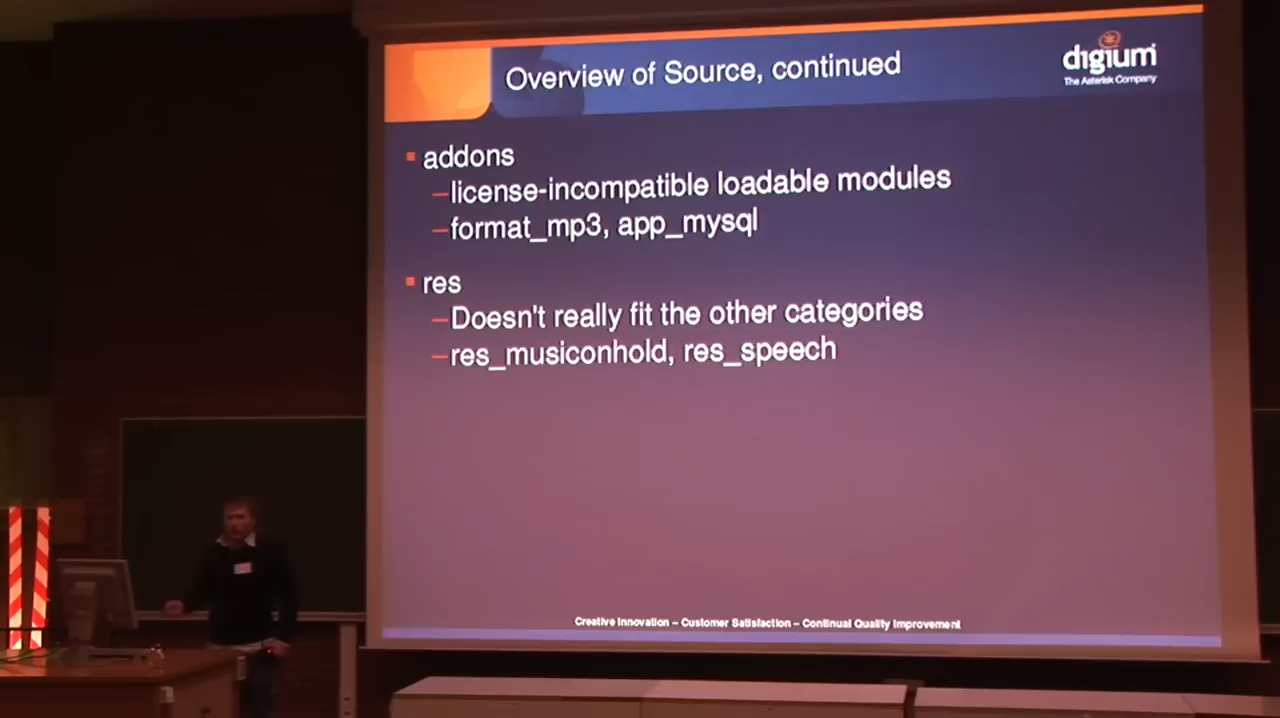 Overview of Source, continued
digium
The Asterisk Company
▪ addons
–license-incompatible loadable modules
–format_mp3, app_mysql
▪ res
–Doesn't really fit the other categories
–res_musiconhold, res_speech
Creative Innovation – Customer Satisfaction – Continual Quality Improvement